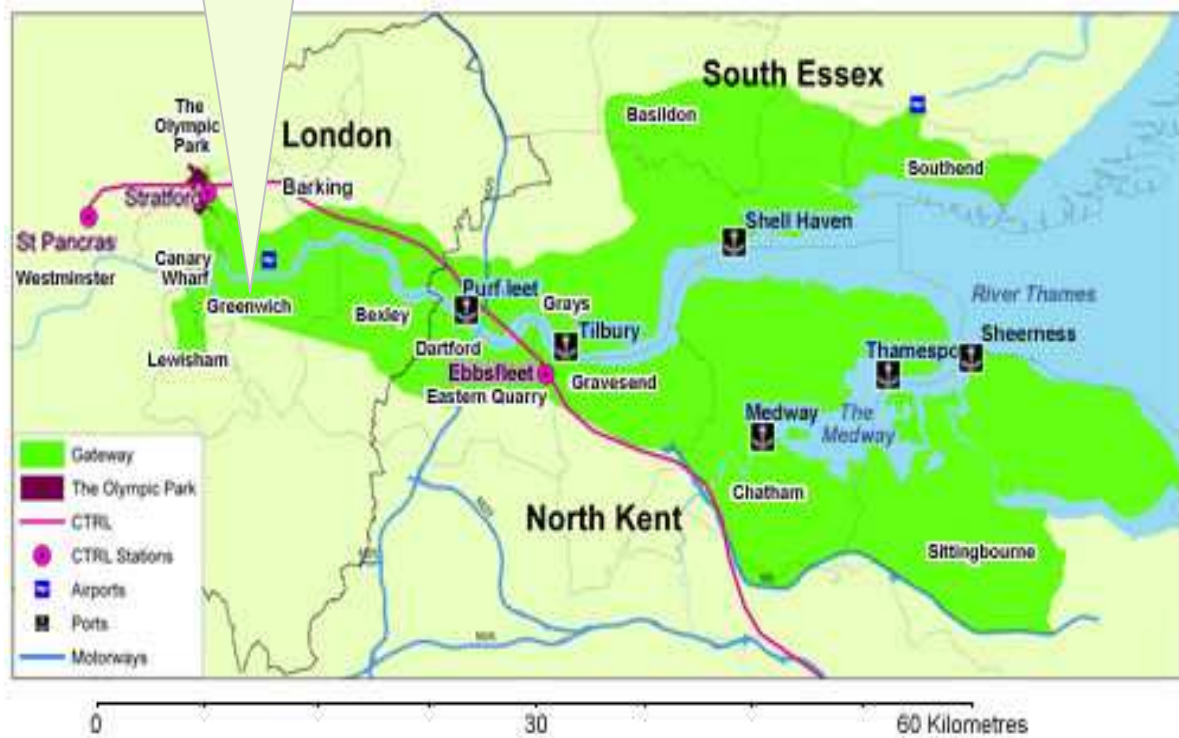 South Essex
Basildon
The
Olympic
Park
London
Southend
Barking
Stratford
Shell Haven
St Pancras
Canary
Wharf
Westminster
River Thames
Purf leet
Greenwich
Grays
Bexley
Tilbury
Sheerness
Dartford
Thamespo
Lewisham
Ebbsfleet
Gravesend
Eastern Quarry
Medway
The
Medway
Gateway
The Olympic Park
Chatham
CTRL
North Kent
CTRL Stations
Sittingbourne
Airports
Ports
Motorways
0
30
60 Kilometres